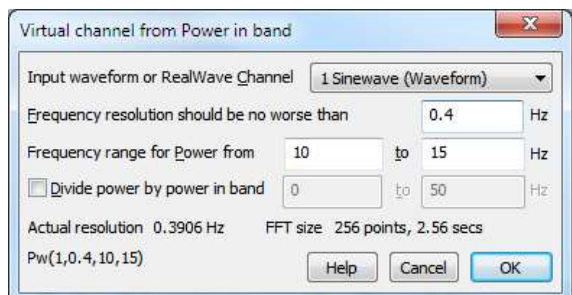 Virtual channel from Power in band
Input waveform or RealWave Channel 1 Sinewave (Waveform)
Frequency resolution should be no worse than 0.4 Hz
Frequency range for Power from 10 to 15 Hz
Divide power by power in band 0 to 50 Hz
Actual resolution 0.3906 Hz FFT size 256 points, 2.56 secs
Pw(1,0.4,10,15) Help Cancel OK